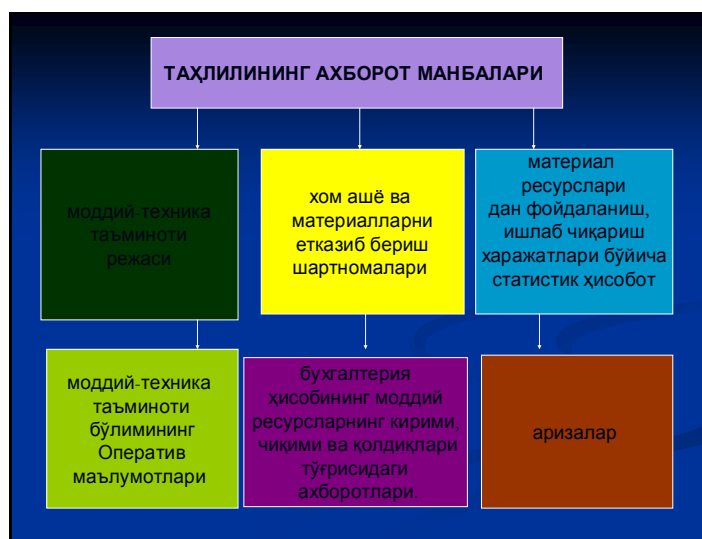 ТАҲЛИЛИНИНГ АХБОРОТ МАНБАЛАРИ
моддий-техника
таъминоти
режаси
хом ашё ва
материалларни
етказиб бериш
шартномалари
материал
ресурслари
дан фойдаланиш,
ишлаб чиқариш
харажатлари бўйича
статистик ҳисобот
моддий-техника
таъминоти
бўлимининг
Оператив
маълумотлари
бухгалтерия
ҳисобининг моддий
ресурсларнинг кирими,
чиқими ва қолдиқлари
тўғрисидаги
ахборотлари.
аризалар